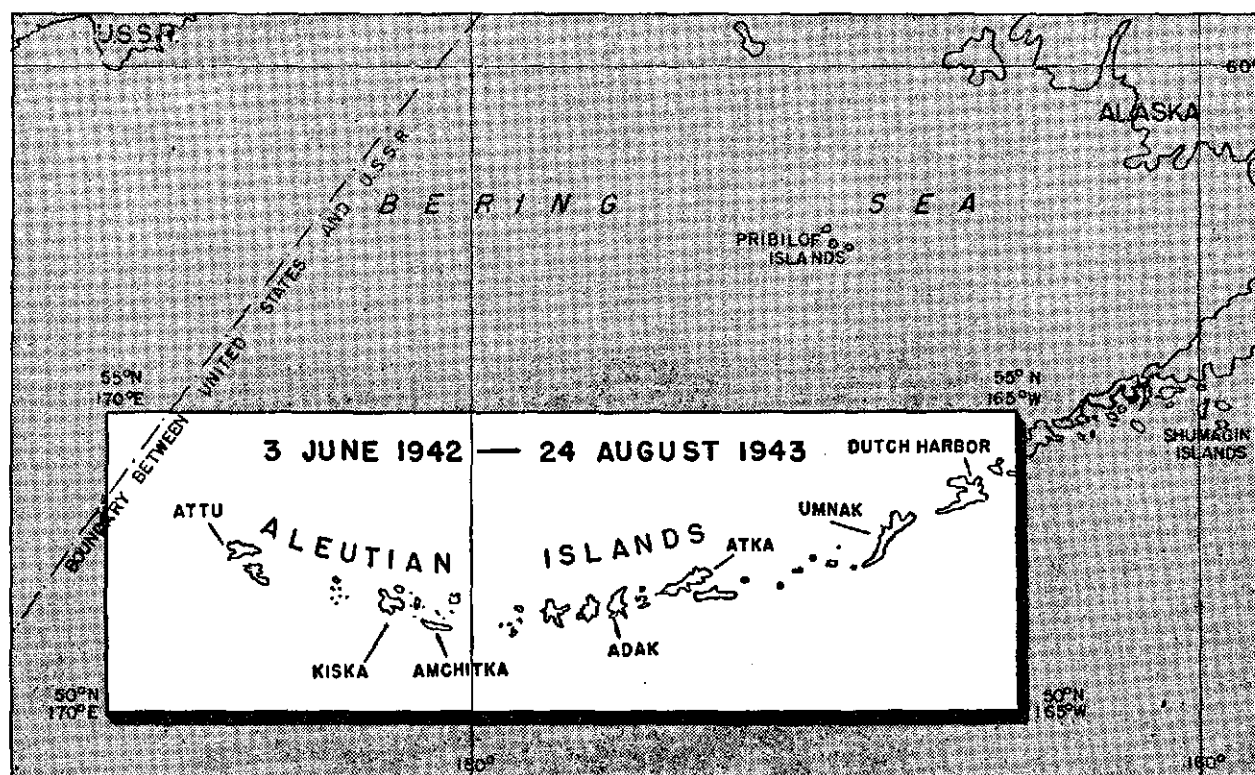 U.S.S.R.
60°
ALASKA
BERING SEA
PRIBILOF
ISLANDS
BOUNDARY BETWEEN UNITED STATES AND U.S.S.R.
55°N
170°E
55°N
165°W
SHUMAGIN
ISLANDS
3 JUNE 1942 — 24 AUGUST 1943
DUTCH HARBOR
ATTU
UMNAK
ALEUTIAN ISLANDS
ATKA
KISKA
AMCHITKA
ADAK
50°N
170°E
50°N
165°W
180°
160°